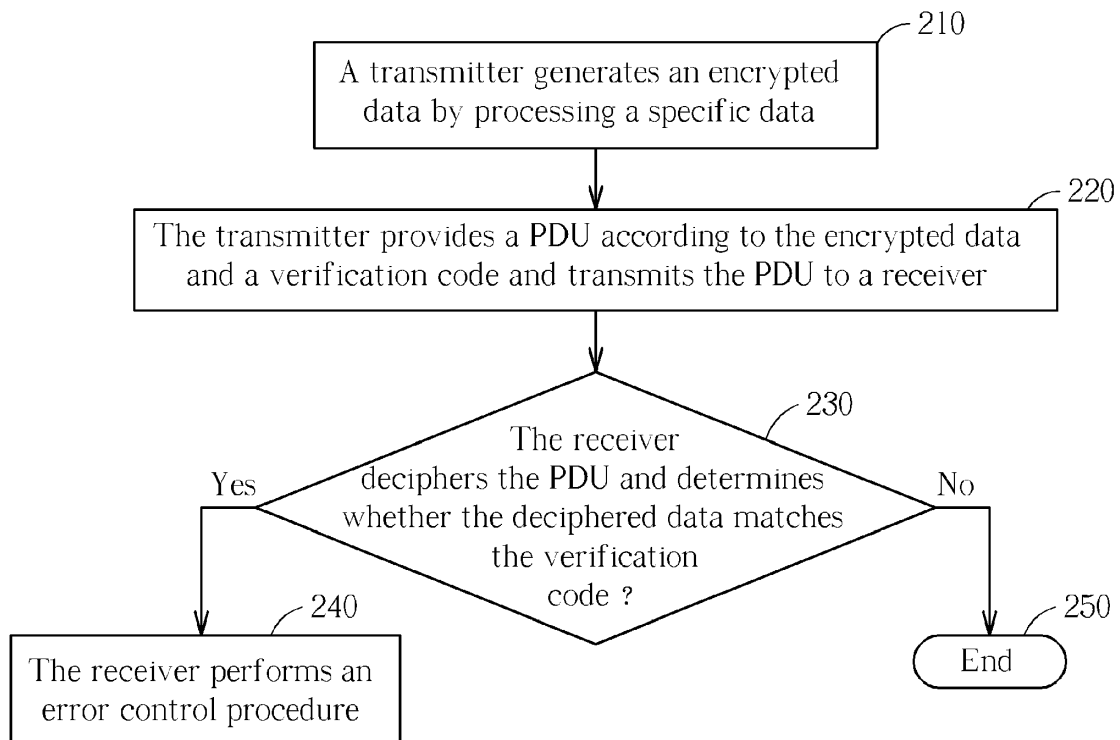 210
A transmitter generates an encrypted
data by processing a specific data
220
The transmitter provides a PDU according to the encrypted data
and a verification code and transmits the PDU to a receiver
230
The receiver
deciphers the PDU and determines
whether the deciphered data matches
the verification
code ?
Yes
No
240
The receiver performs an
error control procedure
250
End